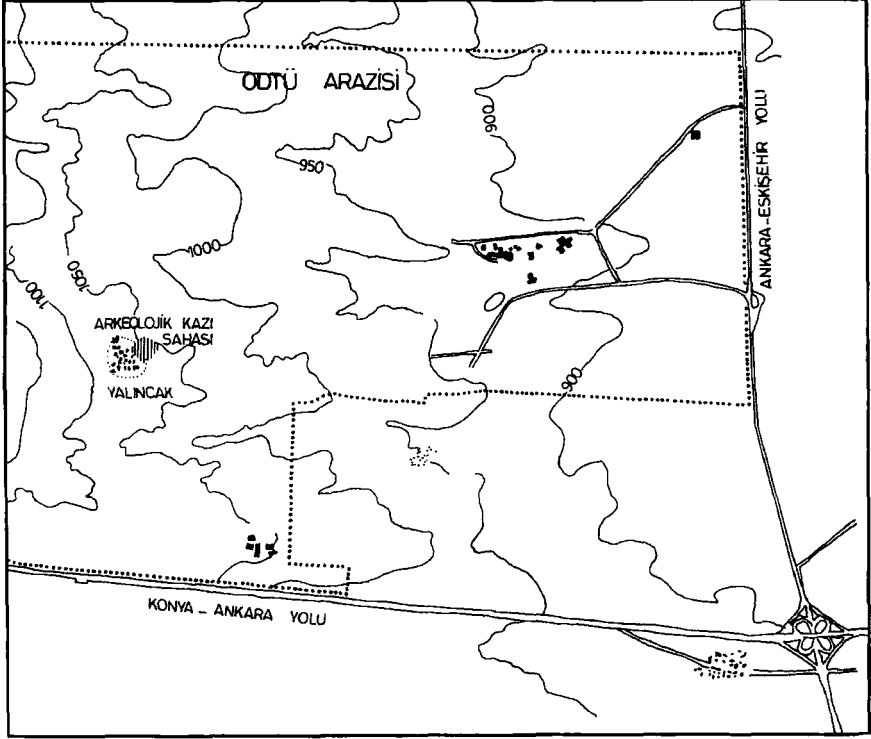 ODTÜ ARAZİSİ
900
950
1000
1050
1100
ANKARA-ESKİŞEHİR YOLU
ARKEOLOJİK KAZI
SAHASI
YALINCAK
900
KONYA _ ANKARA YOLU